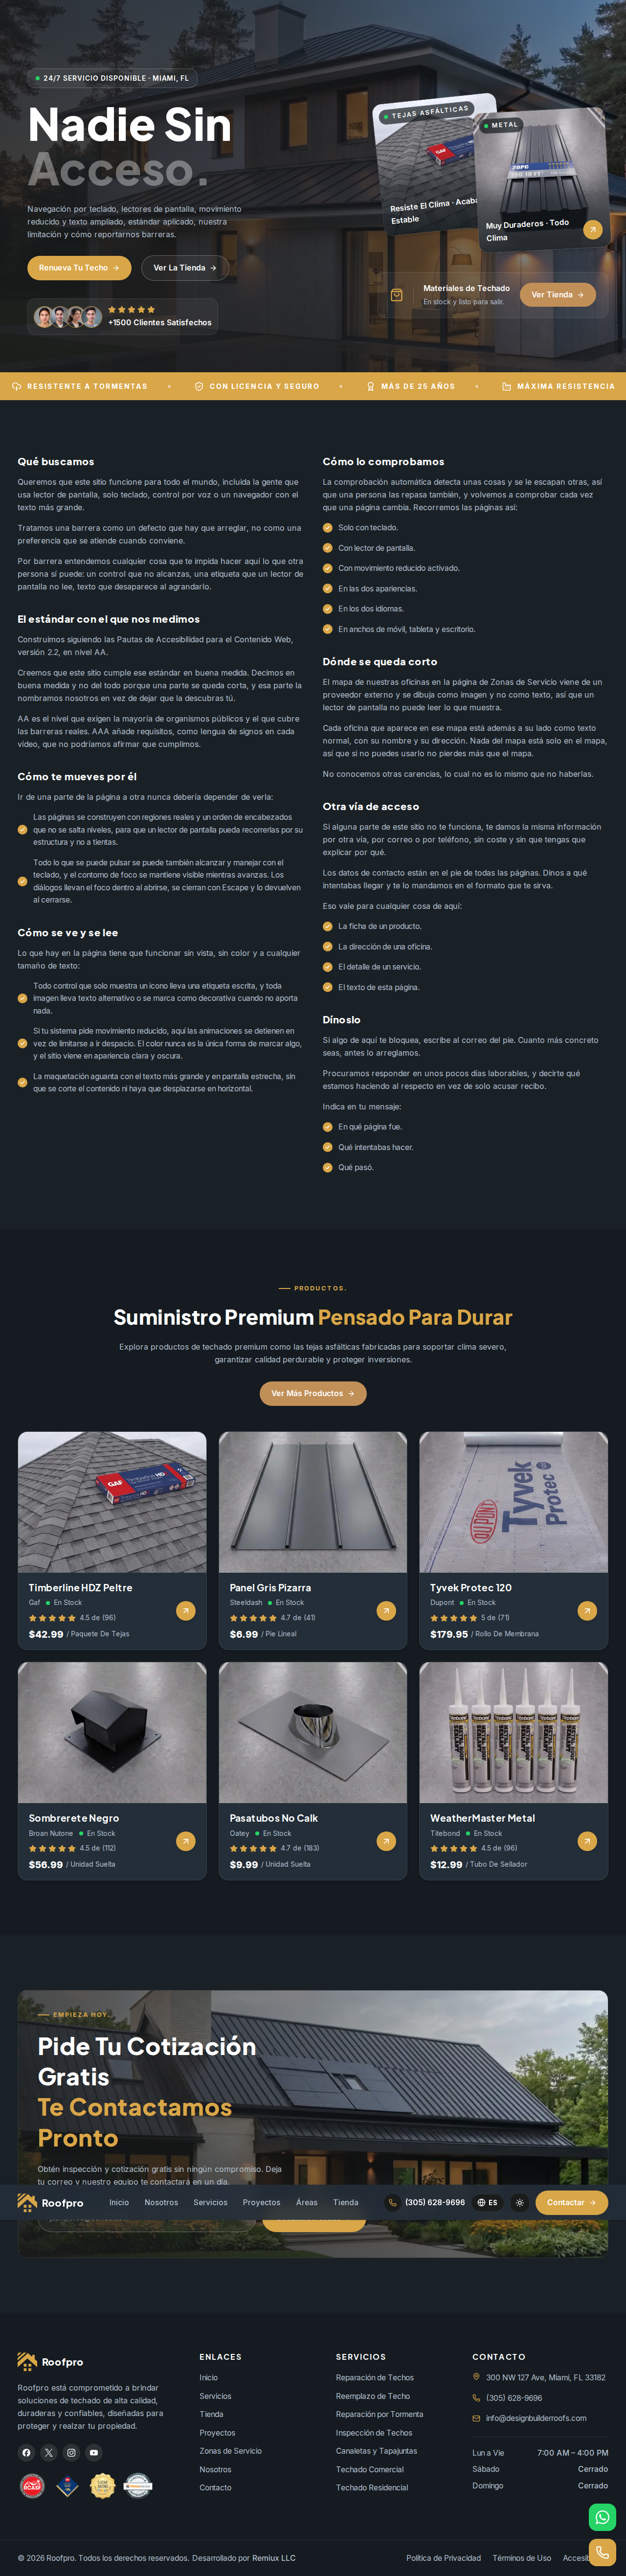 24/7 SERVICIO DISPONIBLE · MIAMI, FL
Nadie Sin
Acceso.
Navegación por teclado, lectores de pantalla, movimiento
reducido y texto ampliado, estándar aplicado, nuestra
limitación y cómo reportarnos barreras.
Renueva Tu Techo
Ver La Tienda
+1500 Clientes Satisfechos
TEJAS ASFÁLTICAS
Resiste El Clima · Acaba
Estable
METAL
Muy Duraderos · Todo
Clima
Materiales de Techado
En stock y listo para salir.
Ver Tienda
RESISTENTE A TORMENTAS
CON LICENCIA Y SEGURO
MÁS DE 25 AÑOS
MÁXIMA RESISTENCIA
Qué buscamos
Queremos que este sitio funcione para todo el mundo, incluida la gente que
usa lector de pantalla, solo teclado, control por voz o un navegador con el
texto más grande.
Tratamos una barrera como un defecto que hay que arreglar, no como una
preferencia que se atiende cuando conviene.
Por barrera entendemos cualquier cosa que te impida hacer aquí lo que otra
persona sí puede: un control que no alcanzas, una etiqueta que un lector de
pantalla no lee, texto que desaparece al agrandarlo.
El estándar con el que nos medimos
Construimos siguiendo las Pautas de Accesibilidad para el Contenido Web,
versión 2.2, en nivel AA.
Creemos que este sitio cumple ese estándar en buena medida. Decimos en
buena medida y no del todo porque una parte se queda corta, y esa parte la
nombramos nosotros en vez de dejar que la descubras tú.
AA es el nivel que exigen la mayoría de organismos públicos y el que cubre
las barreras reales. AAA añade requisitos, como lengua de signos en cada
vídeo, que no podríamos afirmar que cumplimos.
Cómo te mueves por él
Ir de una parte de la página a otra nunca debería depender de verla:
Las páginas se construyen con regiones reales y un orden de encabezados
que no se salta niveles, para que un lector de pantalla pueda recorrerlas por su
estructura y no a tientas.
Todo lo que se puede pulsar se puede también alcanzar y manejar con el
teclado, y el contorno de foco se mantiene visible mientras avanzas. Los
diálogos llevan el foco dentro al abrirse, se cierran con Escape y lo devuelven
al cerrarse.
Cómo se ve y se lee
Lo que hay en la página tiene que funcionar sin vista, sin color y a cualquier
tamaño de texto:
Todo control que solo muestra un icono lleva una etiqueta escrita, y toda
imagen lleva texto alternativo o se marca como decorativa cuando no aporta
nada.
Si tu sistema pide movimiento reducido, aquí las animaciones se detienen en
vez de limitarse a ir despacio. El color nunca es la única forma de marcar algo,
y el sitio viene en apariencia clara y oscura.
La maquetación aguanta con el texto más grande y en pantalla estrecha, sin
que se corte el contenido ni haya que desplazarse en horizontal.
Cómo lo comprobamos
La comprobación automática detecta unas cosas y se le escapan otras, así
que una persona las repasa también, y volvemos a comprobar cada vez
que una página cambia. Recorremos las páginas así:
Solo con teclado.
Con lector de pantalla.
Con movimiento reducido activado.
En las dos apariencias.
En los dos idiomas.
En anchos de móvil, tableta y escritorio.
Dónde se queda corto
El mapa de nuestras oficinas en la página de Zonas de Servicio viene de un
proveedor externo y se dibuja como imagen y no como texto, así que un
lector de pantalla no puede leer lo que muestra.
Cada oficina que aparece en ese mapa está además a su lado como texto
normal, con su nombre y su dirección. Nada del mapa está solo en el mapa,
así que si no puedes usarlo no pierdes más que el mapa.
No conocemos otras carencias, lo cual no es lo mismo que no haberlas.
Otra vía de acceso
Si alguna parte de este sitio no te funciona, te damos la misma información
por otra vía, por correo o por teléfono, sin coste y sin que tengas que
explicar por qué.
Los datos de contacto están en el pie de todas las páginas. Dinos a qué
intentabas llegar y te lo mandamos en el formato que te sirva.
Eso vale para cualquier cosa de aquí:
La ficha de un producto.
La dirección de una oficina.
El detalle de un servicio.
El texto de esta página.
Dínoslo
Si algo de aquí te bloquea, escribe al correo del pie. Cuanto más concreto
seas, antes lo arreglamos.
Procuramos responder en unos pocos días laborables, y decirte qué
estamos haciendo al respecto en vez de solo acusar recibo.
Indica en tu mensaje:
En qué página fue.
Qué intentabas hacer.
Qué pasó.
PRODUCTOS.
Suministro Premium Pensado Para Durar
Explora productos de techado premium como las tejas asfálticas fabricadas para soportar clima severo,
garantizar calidad perdurable y proteger inversiones.
Ver Más Productos
GAF
Timberline HDZ Peltre
Gaf En Stock
4.5 de (96)
$42.99 / Paquete De Tejas
Panel Gris Pizarra
Steeldash En Stock
4.7 de (41)
$6.99 / Pie Lineal
DUPONT
Tyvek
Protec
Tyvek Protec 120
Dupont En Stock
5 de (71)
$179.95 / Rollo De Membrana
Sombrerete Negro
Broan Nutone En Stock
4.5 de (112)
$56.99 / Unidad Suelta
Pasatubos No Calk
Oatey En Stock
4.7 de (183)
$9.99 / Unidad Suelta
WeatherMaster Metal
Titebond En Stock
4.5 de (96)
$12.99 / Tubo De Sellador
EMPIEZA HOY.
Pide Tu Cotización
Gratis
Te Contactamos
Pronto
Obtén inspección y cotización gratis sin ningún compromiso. Deja
tu correo y nuestro equipo te contactará en un día.
Roofpro
Inicio
Nosotros
Servicios
Proyectos
Áreas
Tienda
(305) 628-9696
ES
Contactar
Roofpro
Roofpro está comprometido a brindar
soluciones de techado de alta calidad,
duraderas y confiables, diseñadas para
proteger y realzar tu propiedad.
ENLACES
Inicio
Servicios
Tienda
Proyectos
Zonas de Servicio
Nosotros
Contacto
SERVICIOS
Reparación de Techos
Reemplazo de Techo
Reparación por Tormenta
Inspección de Techos
Canaletas y Tapajuntas
Techado Comercial
Techado Residencial
CONTACTO
300 NW 127 Ave, Miami, FL 33182
(305) 628-9696
info@designbuilderroofs.com
Lun a Vie 7:00 AM – 4:00 PM
Sábado Cerrado
Domingo Cerrado
© 2026 Roofpro. Todos los derechos reservados. Desarrollado por Remiux LLC
Política de Privacidad
Términos de Uso